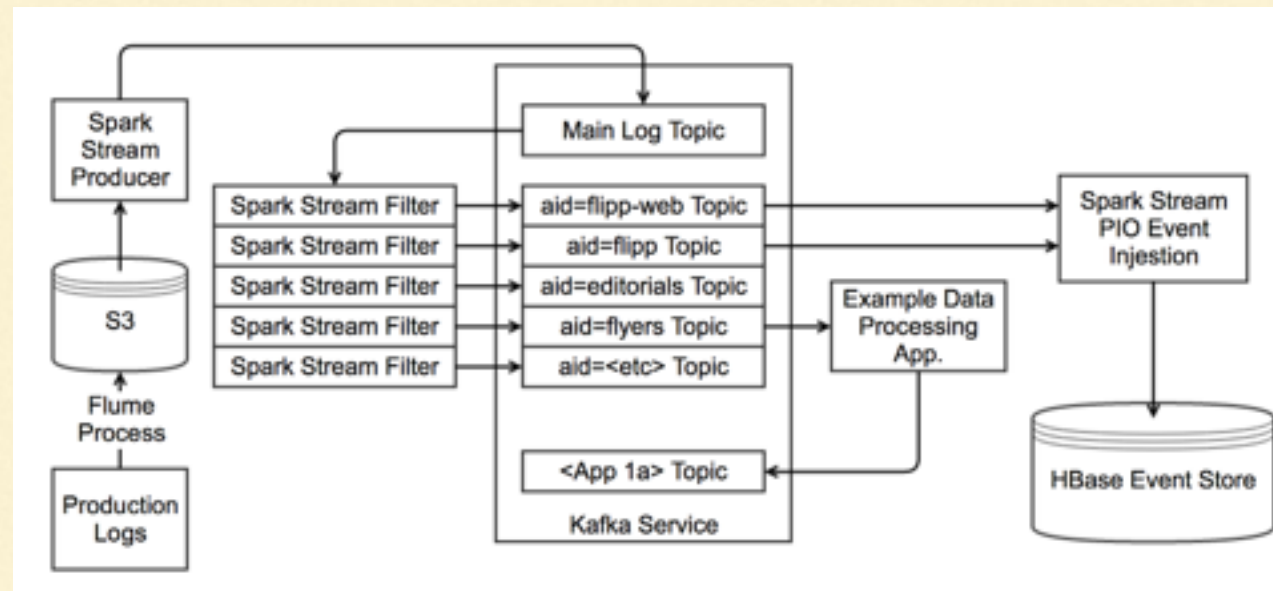 Spark
Stream
Producer
S3
Flume
Process
Production
Logs
Main Log Topic
Spark Stream Filter
aid=flipp-web Topic
Spark Stream Filter
aid=flipp Topic
Spark Stream Filter
aid=editorials Topic
Spark Stream Filter
aid=flyers Topic
Spark Stream Filter
aid=<etc> Topic
<App 1a> Topic
Kafka Service
Example Data
Processing
App.
Spark Stream
PIO Event
Injestion
HBase Event Store